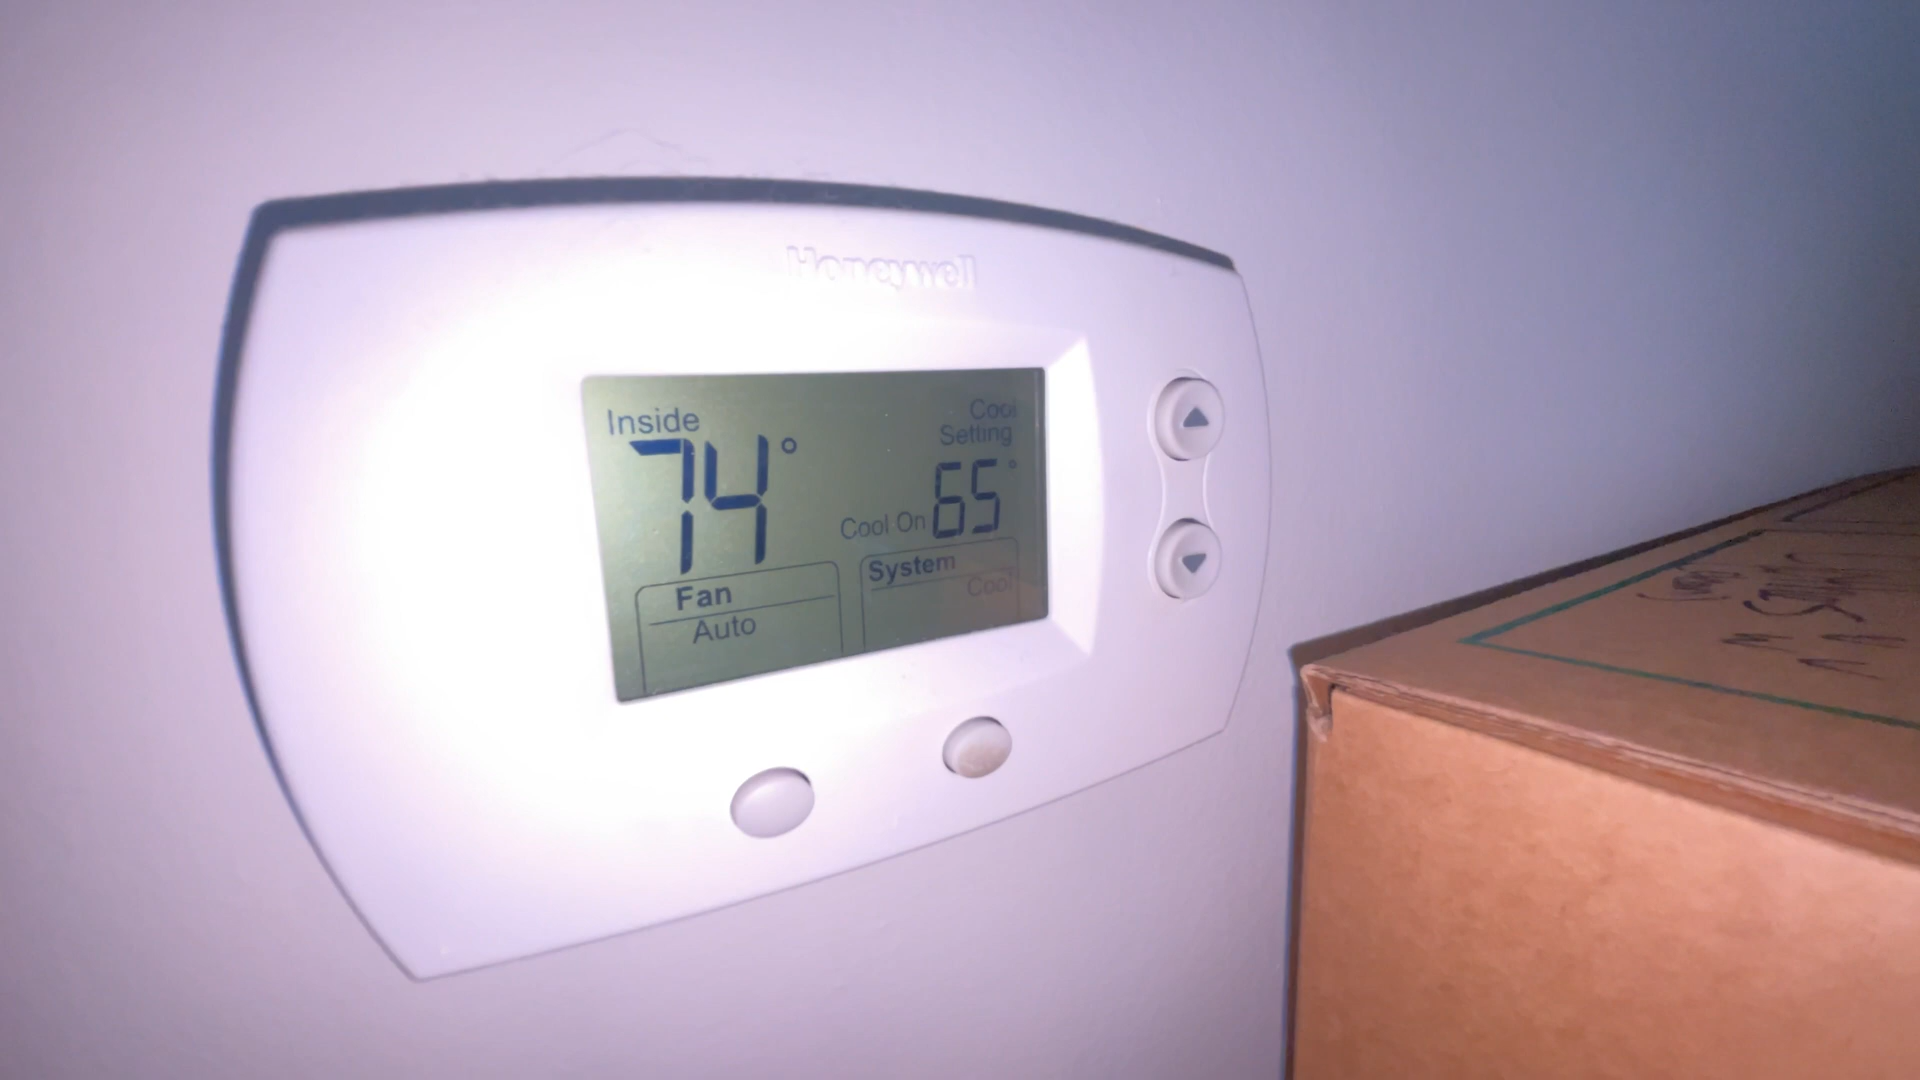 Honeywell
Inside
74°
Cool
Setting
Cool On 65°
Fan
Auto
System
Cool